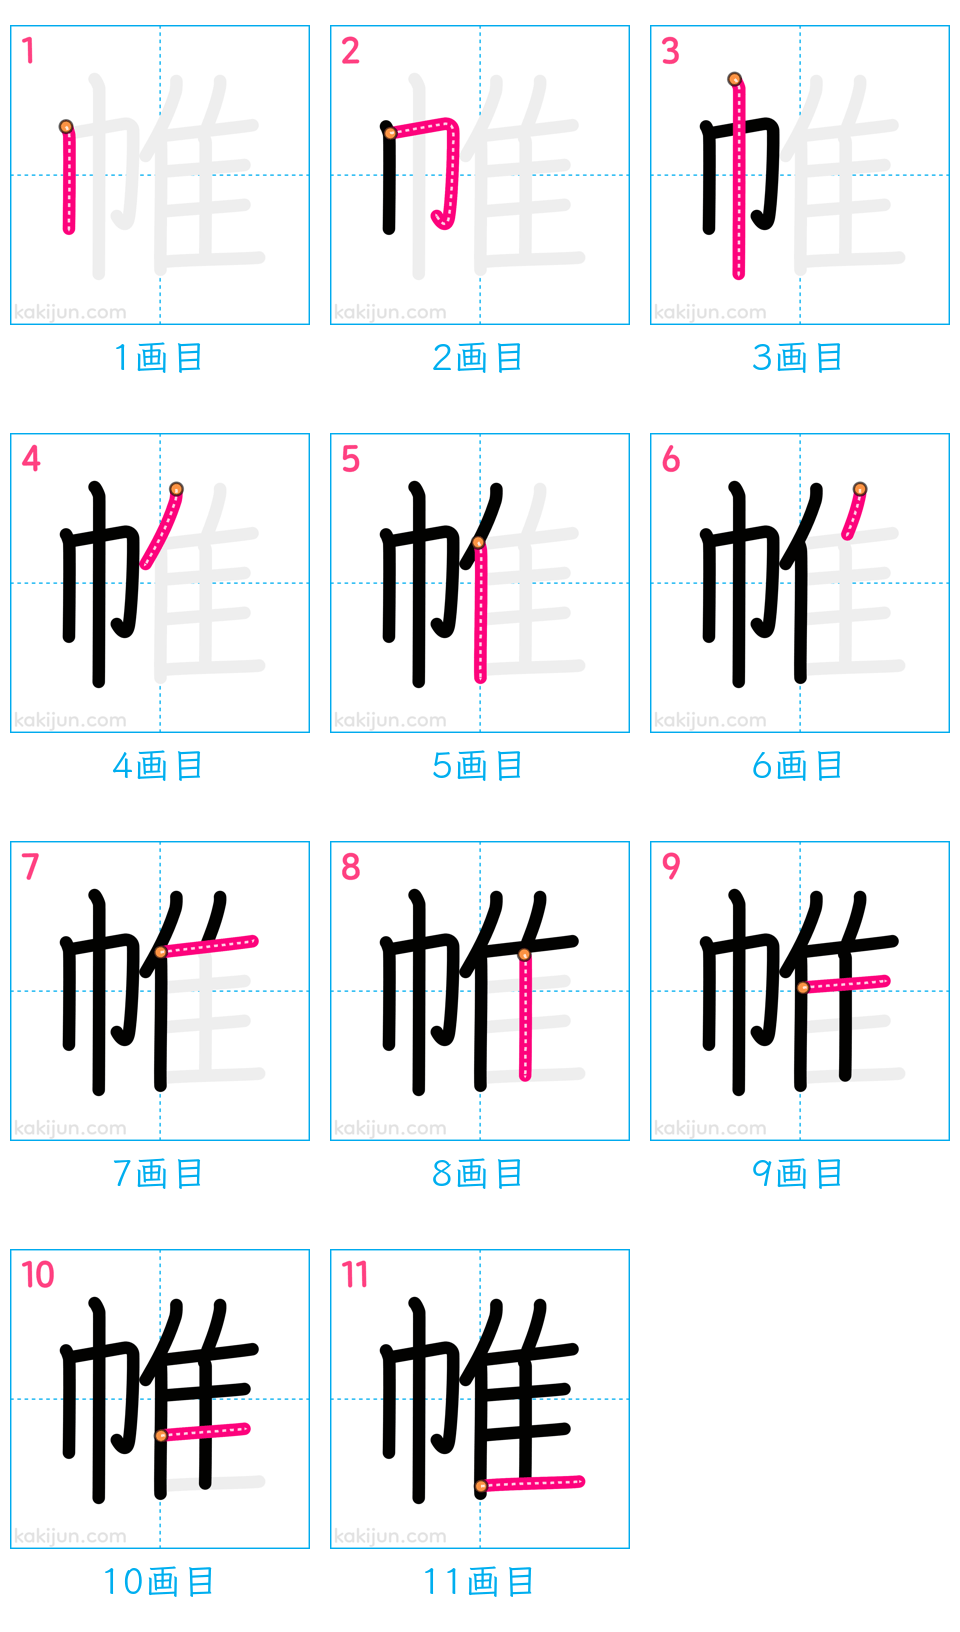 1 2 3
kakijun.com kakijun.com kakijun.com
1画目 2画目 3画目
4 5 6
kakijun.com kakijun.com kakijun.com
4画目 5画目 6画目
7 8 9
kakijun.com kakijun.com kakijun.com
7画目 8画目 9画目
10 11
帷 帷
kakijun.com kakijun.com
10画目 11画目